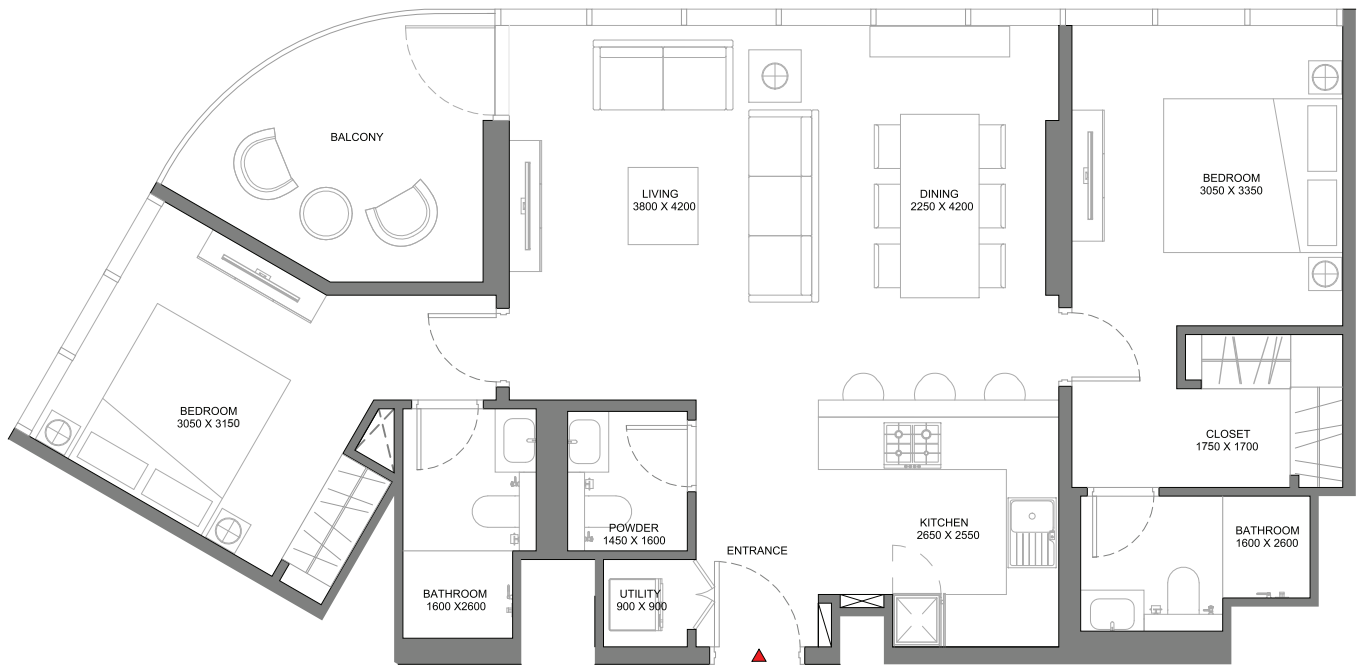 BALCONY
LIVING
3800 X 4200
DINING
2250 X 4200
BEDROOM
3050 X 3350
BEDROOM
3050 X 3150
CLOSET
1750 X 1700
KITCHEN
2650 X 2550
POWDER
1450 X 1600
ENTRANCE
BATHROOM
1600 X 2600
BATHROOM
1600 X2600
UTILITY
900 X 900